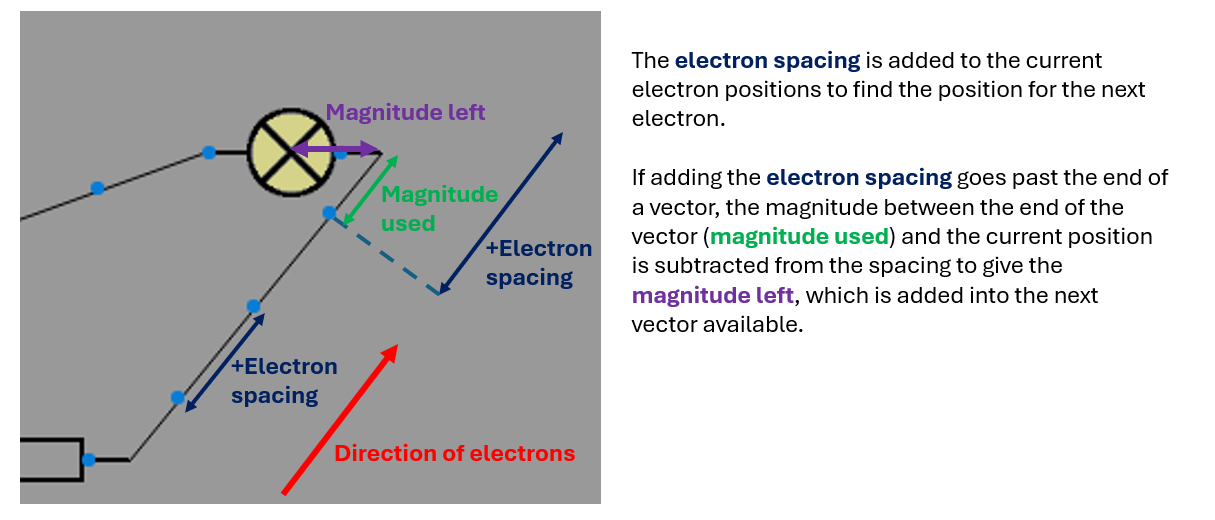 Magnitude left
Magnitude
used
+Electron
spacing
+Electron
spacing
Direction of electrons
The electron spacing is added to the current
electron positions to find the position for the next
electron.
If adding the electron spacing goes past the end of
a vector, the magnitude between the end of the
vector (magnitude used) and the current position
is subtracted from the spacing to give the
magnitude left, which is added into the next
vector available.